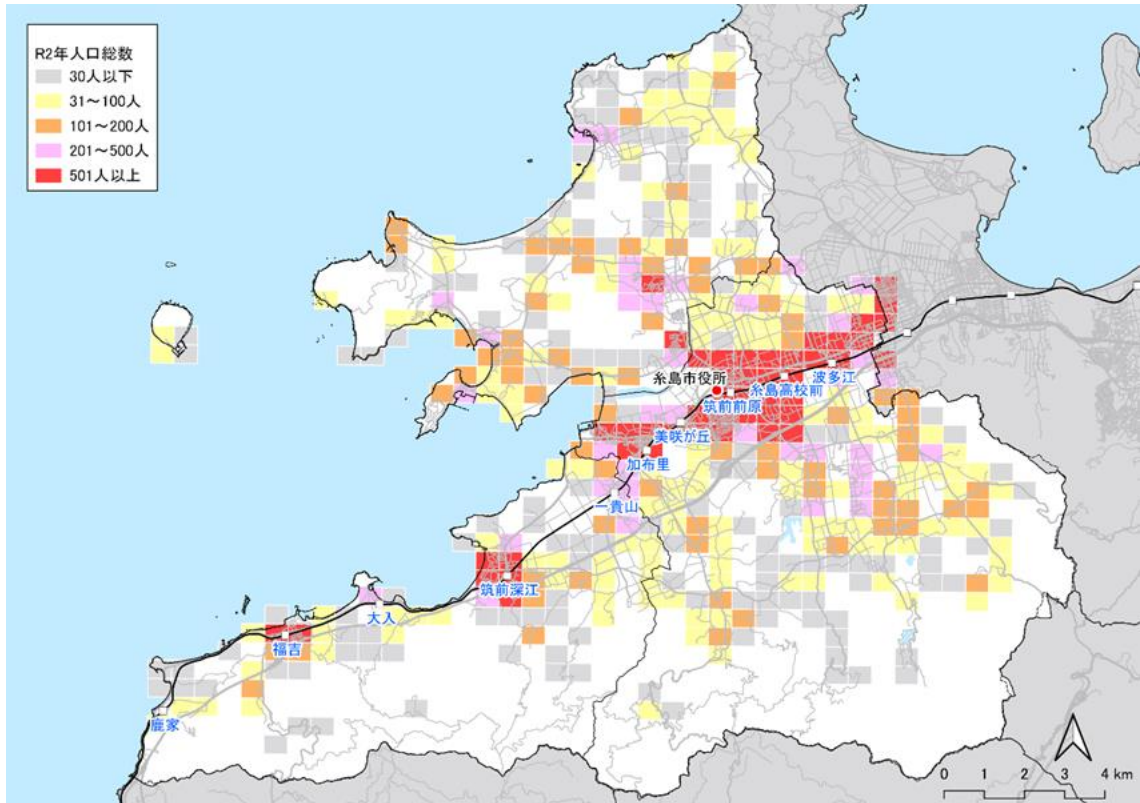 R2年人口総数
30人以下
31～100人
101～200人
201～500人
501人以上
糸島市役所
波多江
糸島高校前
筑前前原
美咲が丘
加布里
一貴山
筑前深江
大入
福吉
鹿家
0 1 2 3 4 km